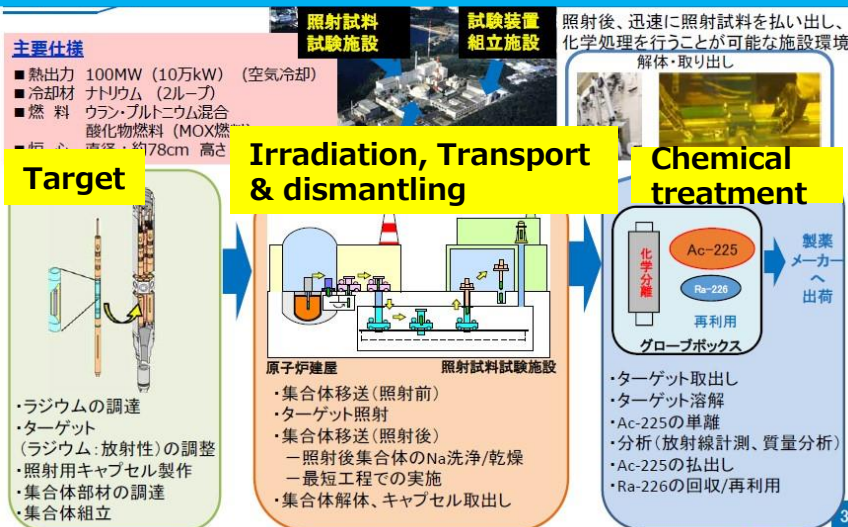 照射試料
試験施設
試験装置
組立施設
照射後、迅速に照射試料を払い出し、
化学処理を行うことが可能な施設環境
解体・取り出し
主要仕様
■熱出力 100MW（10万kW）（空気冷却）
■冷却材 ナトリウム（2ループ）
■燃 料 ウラン・プルトニウム混合
酸化物燃料（MOX燃
直径：約78cm 高さ
Target
Irradiation, Transport
& dismantling
Chemical
treatment
原子炉建屋
照射試料試験施設
化学分離
Ac-225
Ra-226
再利用
グローブボックス
製薬
メーカー
へ
出荷
・ラジウムの調達
・ターゲット
（ラジウム：放射性）の調整
・照射用キャプセル製作
・集合体部材の調達
・集合体組立
・集合体移送（照射前）
・ターゲット照射
・集合体移送（照射後）
－照射後集合体のNa洗浄/乾燥
－最短工程での実施
・集合体解体、キャプセル取出し
・ターゲット取出し
・ターゲット溶解
・Ac-225の単離
・分析（放射線計測、質量分析）
・Ac-225の払出し
・Ra-226の回収/再利用
3